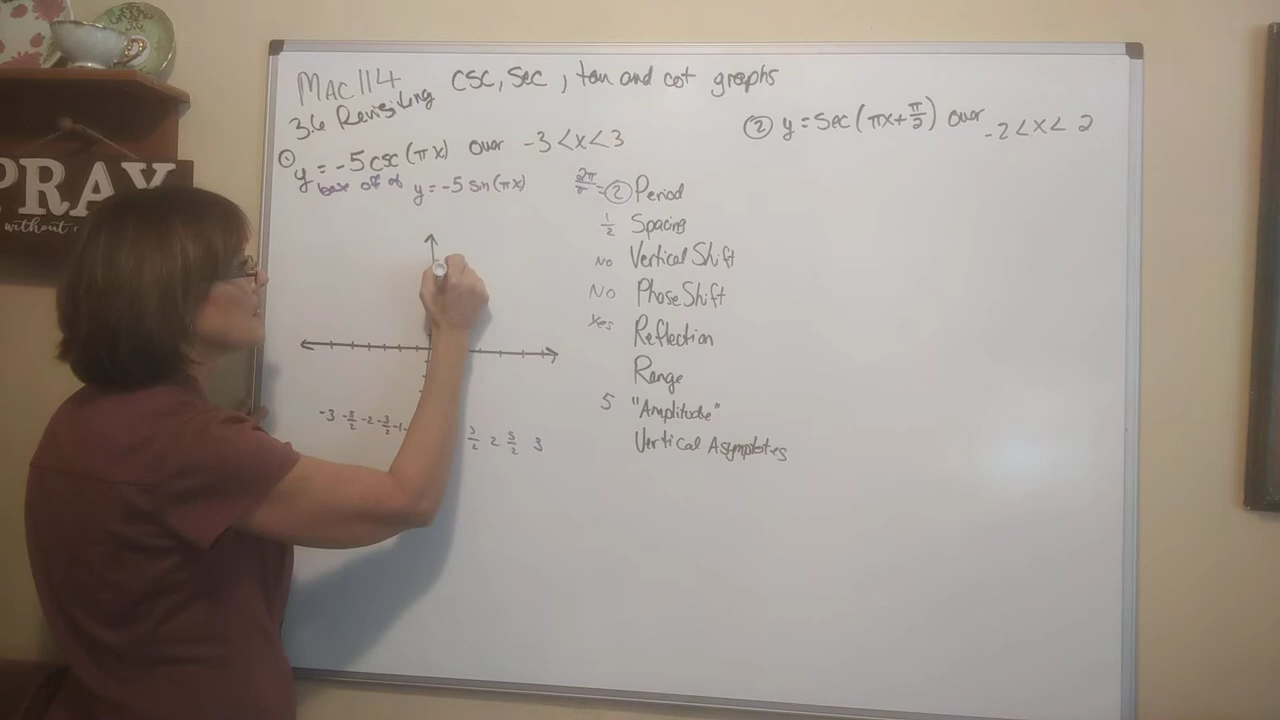 MAC114
3.6 Revisiting csc, sec, tan and cot graphs
① y = -5 csc(πx) over -3 < x < 3
base off of y = -5 sin(πx)
2π/π = 2 Period
1/2 Spacing
No Vertical Shift
No Phase Shift
Yes Reflection
Range
5 "Amplitude"
Vertical Asymptotes
-3 -5/2 -2 -3/2 -1
3/2 2 5/2 3
② y = sec(πx + π/2) over -2 < x < 2
PRAY
without